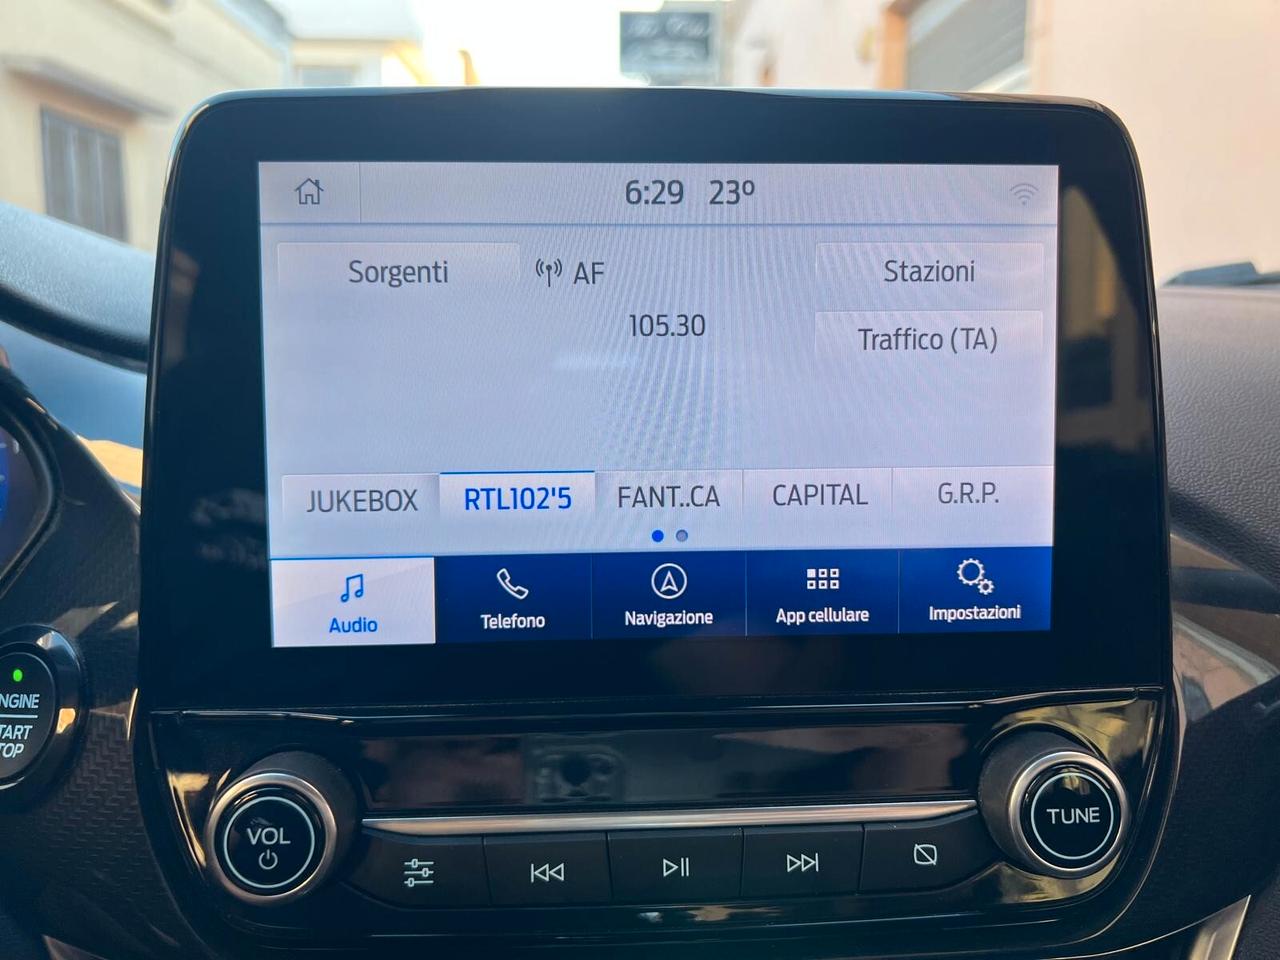 6:29 23º
Sorgenti
AF
Stazioni
105.30
Traffico (TA)
JUKEBOX
RTL102'5
FANT..CA
CAPITAL
G.R.P.
Audio
Telefono
Navigazione
App cellulare
Impostazioni
NGINE
TART
TOP
VOL
TUNE